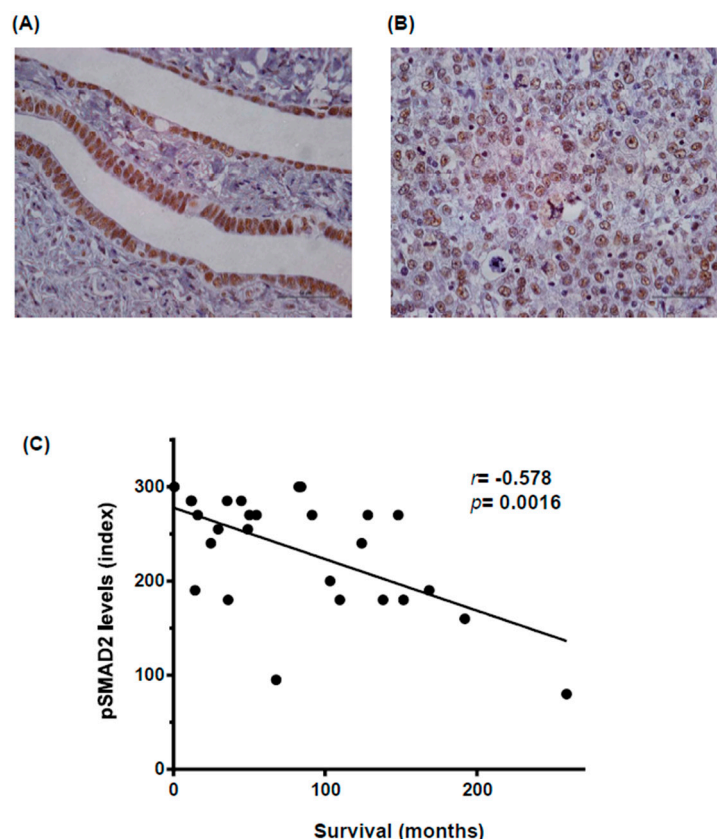 (A)
(B)
(C)
r= -0.578
p= 0.0016
pSMAD2 levels (index)
300
200
100
0
0
100
200
Survival (months)